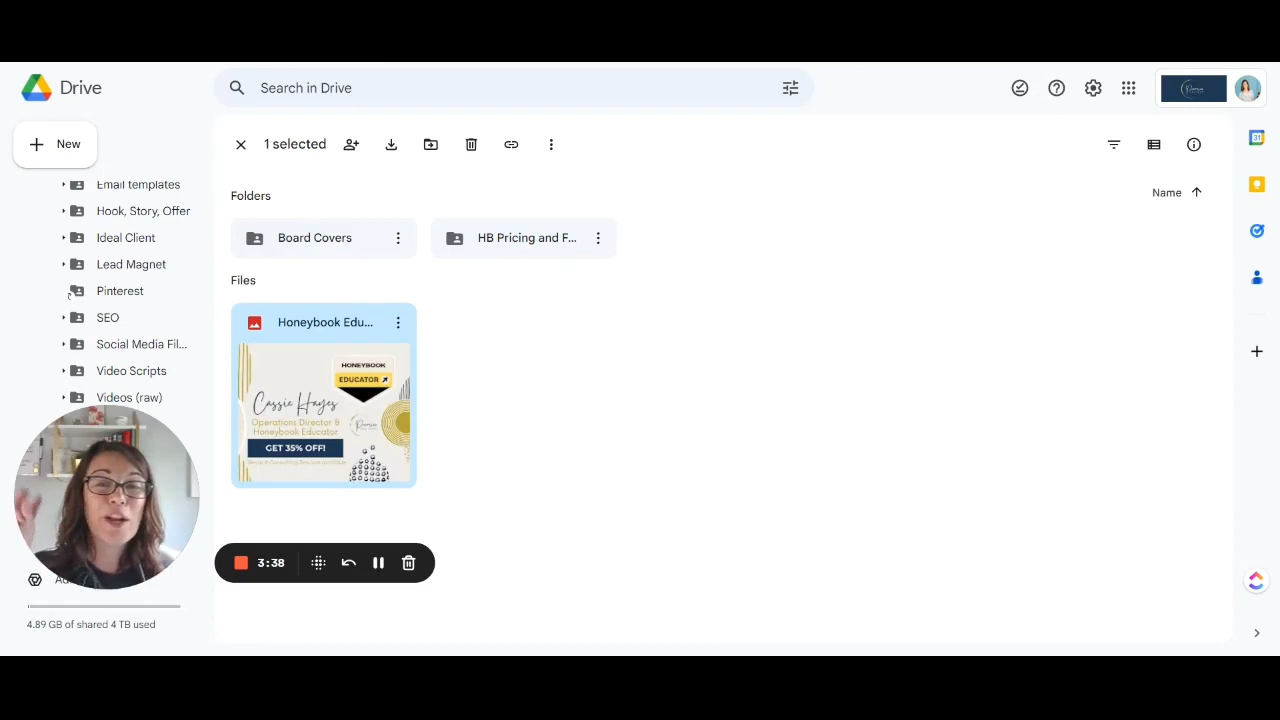 Drive
Search in Drive
New
1 selected
Email templates
Hook, Story, Offer
Ideal Client
Lead Magnet
Pinterest
SEO
Social Media Fil...
Video Scripts
Videos (raw)
4.89 GB of shared 4 TB used
Folders
Name
Board Covers
HB Pricing and F...
Files
Honeybook Edu...
HONEYBOOK
EDUCATOR
Cassie Hayes
Operations Director &
Honeybook Educator
GET 35% OFF!
3:38
31